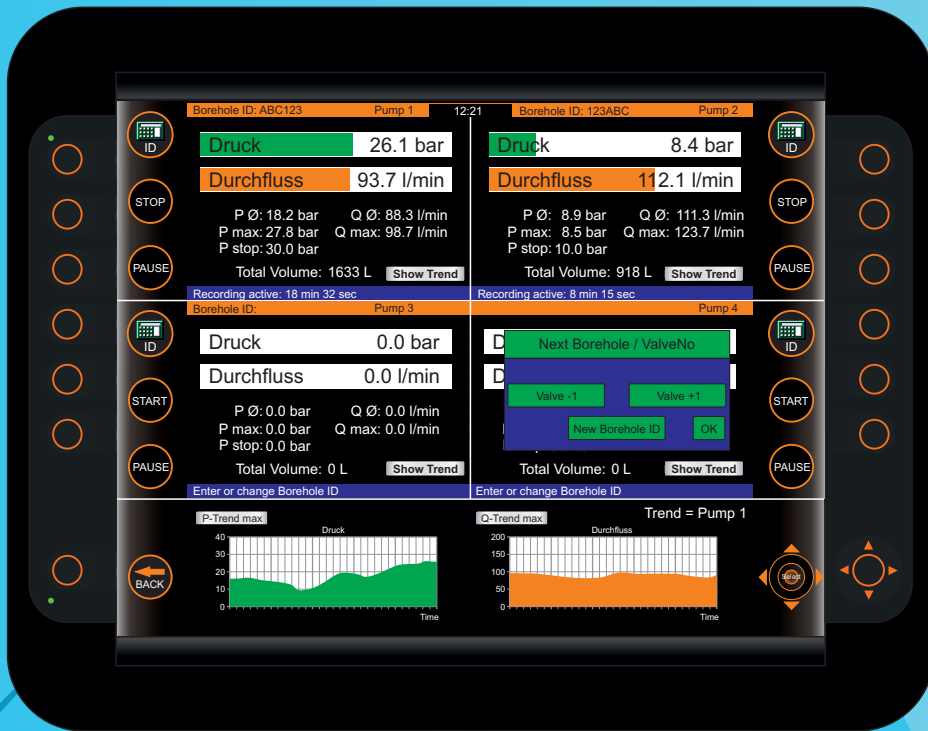 Borehole ID: ABC123 Pump 1 12:21 Borehole ID: 123ABC Pump 2
ID
Druck 26.1 bar
Durchfluss 93.7 l/min
STOP
P Ø: 18.2 bar Q Ø: 88.3 l/min
P max: 27.8 bar Q max: 98.7 l/min
P stop: 30.0 bar
PAUSE
Total Volume: 1633 L Show Trend
Recording active: 18 min 32 sec
Druck 8.4 bar
ID
Durchfluss 112.1 l/min
STOP
P Ø: 8.9 bar Q Ø: 111.3 l/min
P max: 8.5 bar Q max: 123.7 l/min
P stop: 10.0 bar
PAUSE
Total Volume: 918 L Show Trend
Recording active: 8 min 15 sec
Borehole ID: Pump 3
ID
Druck 0.0 bar
Durchfluss 0.0 l/min
START
P Ø: 0.0 bar Q Ø: 0.0 l/min
P max: 0.0 bar Q max: 0.0 l/min
P stop: 0.0 bar
PAUSE
Total Volume: 0 L Show Trend
Enter or change Borehole ID
Pump 4
ID
Next Borehole / ValveNo
Valve -1 Valve +1
START
New Borehole ID OK
Total Volume: 0 L Show Trend
PAUSE
Enter or change Borehole ID
P-Trend max
Druck
40
30
20
10
0
Time
BACK
Q-Trend max
Trend = Pump 1
Durchfluss
200
150
100
50
0
Time
Select